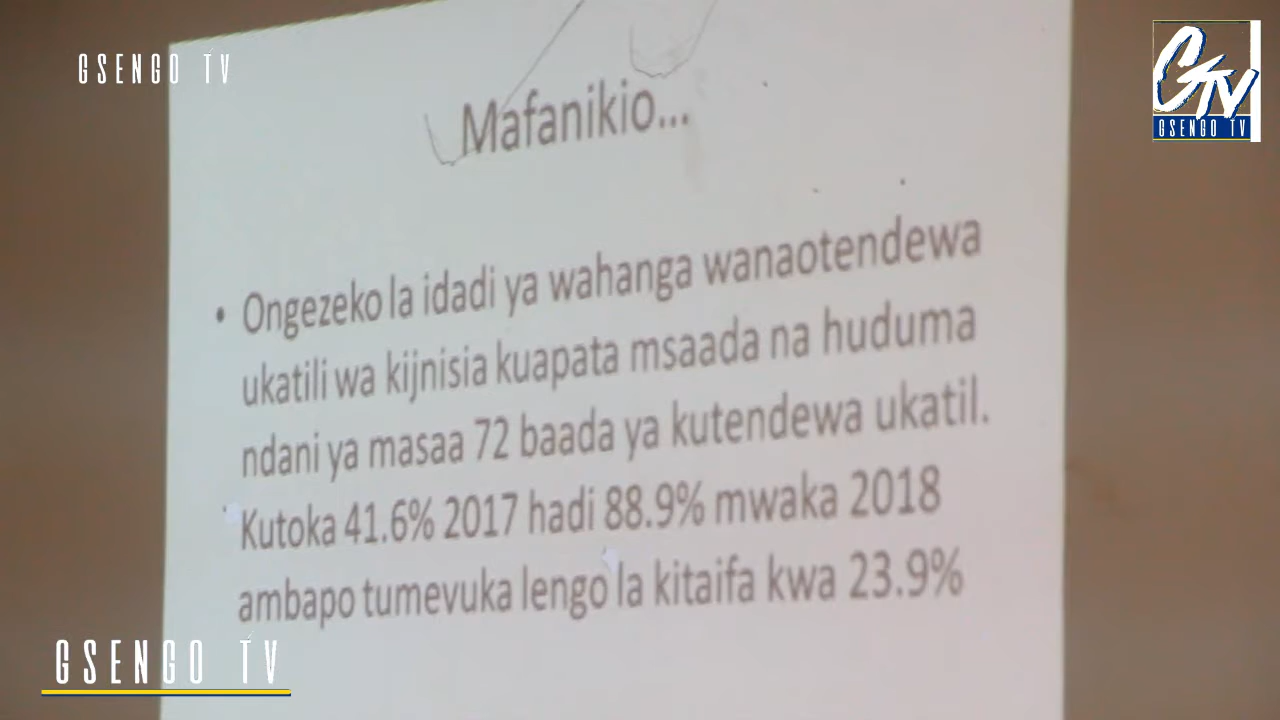 GSENGO TV
GTV
GSENGO TV
Mafanikio...
• Ongezeko la idadi ya wahanga wanaotendewa
ukatili wa kijnisia kuapata msaada na huduma
ndani ya masaa 72 baada ya kutendewa ukatil.
Kutoka 41.6% 2017 hadi 88.9% mwaka 2018
ambapo tumevuka lengo la kitaifa kwa 23.9%
GSENGO TV